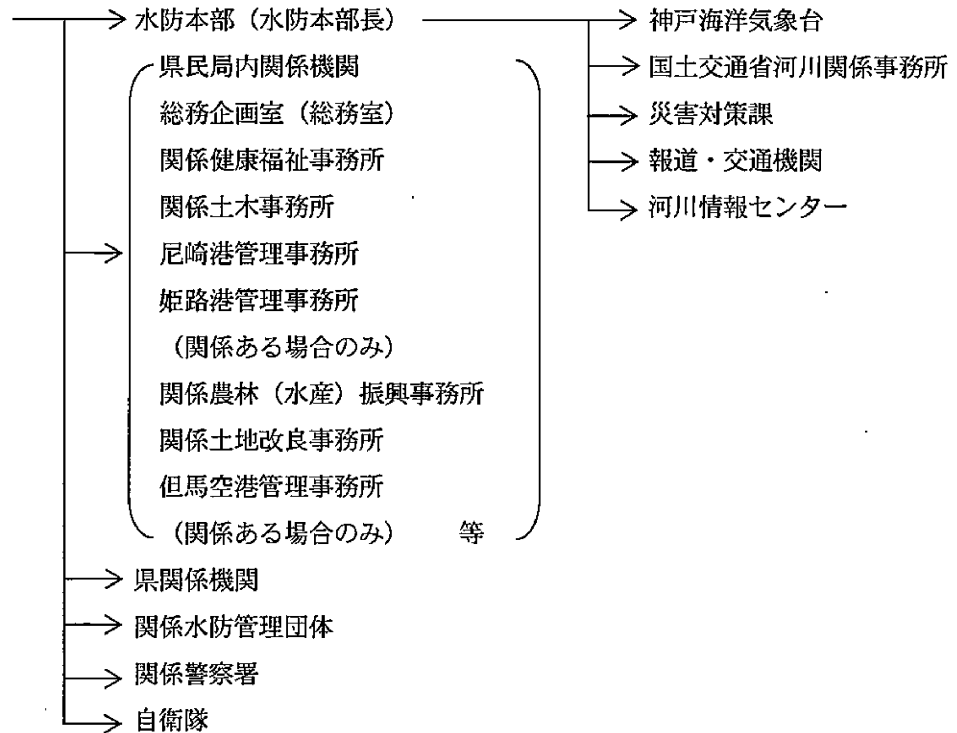 水防本部（水防本部長）
県民局内関係機関
総務企画室（総務室）
関係健康福祉事務所
関係土木事務所
尼崎港管理事務所
姫路港管理事務所
（関係ある場合のみ）
関係農林（水産）振興事務所
関係土地改良事務所
但馬空港管理事務所
（関係ある場合のみ）　等
県関係機関
関係水防管理団体
関係警察署
自衛隊
神戸海洋気象台
国土交通省河川関係事務所
災害対策課
報道・交通機関
河川情報センター